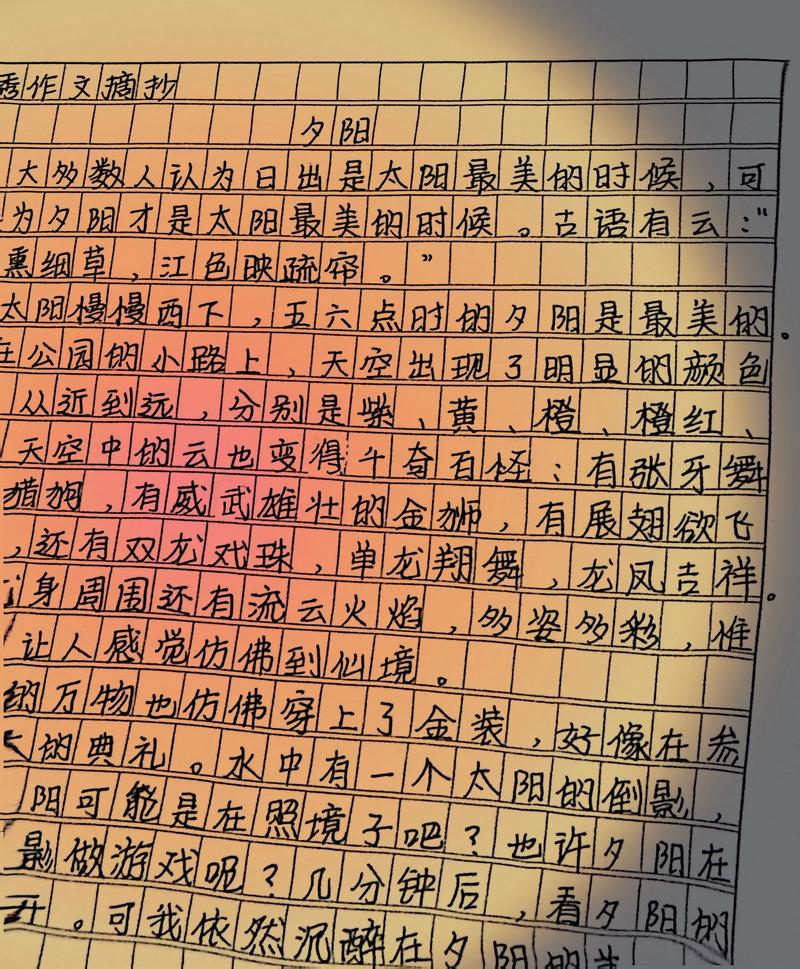 秀作文摘抄
夕阳
大多数人认为日出是太阳最美的时候，可
为夕阳才是太阳最美的时候。古语有云：“
熏细草，江色映疏帘。”
太阳慢慢西下，五六点时的夕阳是最美的。
在公园的小路上，天空出现了明显的颜色
从近到远，分别是紫、黄、橙、橙红、
天空中的云也变得千奇百怪：有张牙舞
猎狗，有威武雄壮的金狮，有展翅欲飞
，还有双龙戏珠，单龙翔舞，龙凤吉祥。
身周围还有流云火焰，多姿多彩，惟
让人感觉仿佛到仙境。
的万物也仿佛穿上了金装，好像在参
的典礼。水中有一个太阳的倒影，
阳可能是在照境子吧？也许夕阳在
影做游戏呢？几分钟后，看夕阳的
。可我依然沉醉在夕阳的